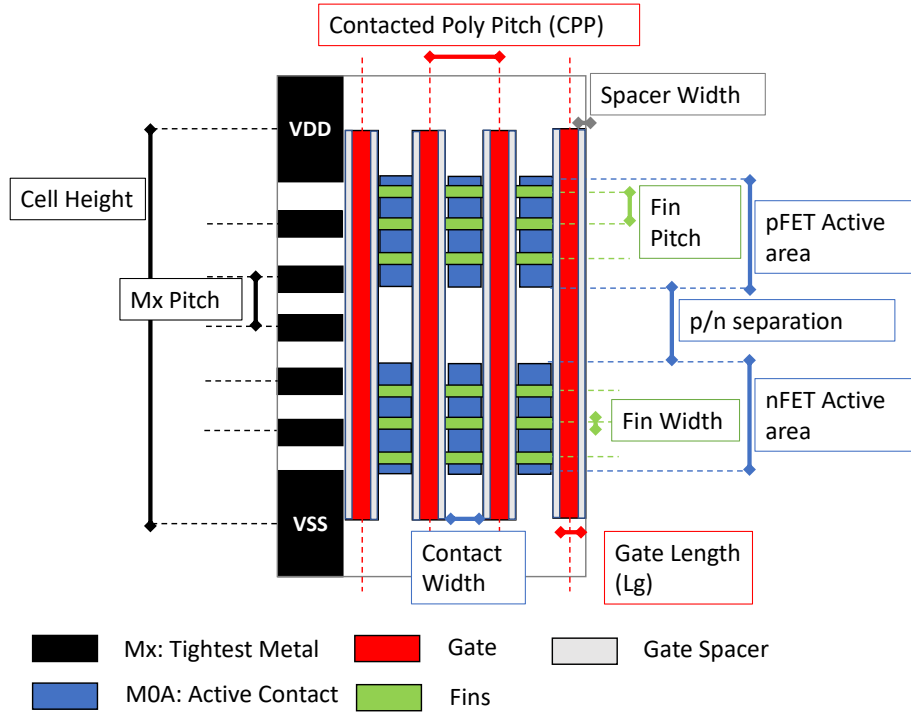 Contacted Poly Pitch (CPP)
Spacer Width
VDD
Cell Height
Fin
Pitch
pFET Active
area
Mx Pitch
p/n separation
Fin Width
nFET Active
area
VSS
Contact
Width
Gate Length
(Lg)
Mx: Tightest Metal
Gate
Gate Spacer
M0A: Active Contact
Fins